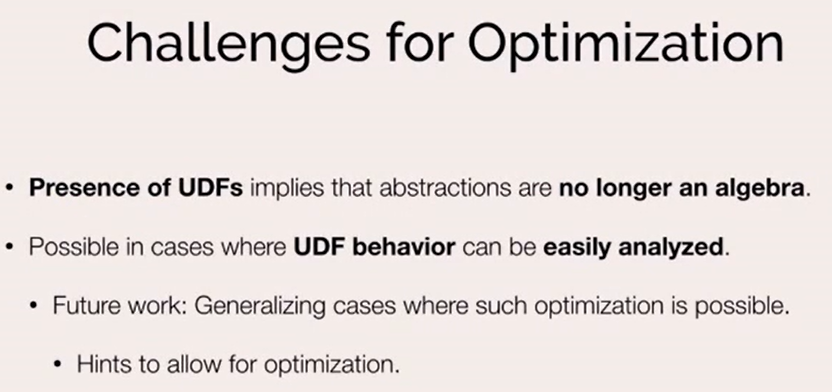 Challenges for Optimization
• Presence of UDFs implies that abstractions are no longer an algebra.
• Possible in cases where UDF behavior can be easily analyzed.
• Future work: Generalizing cases where such optimization is possible.
• Hints to allow for optimization.